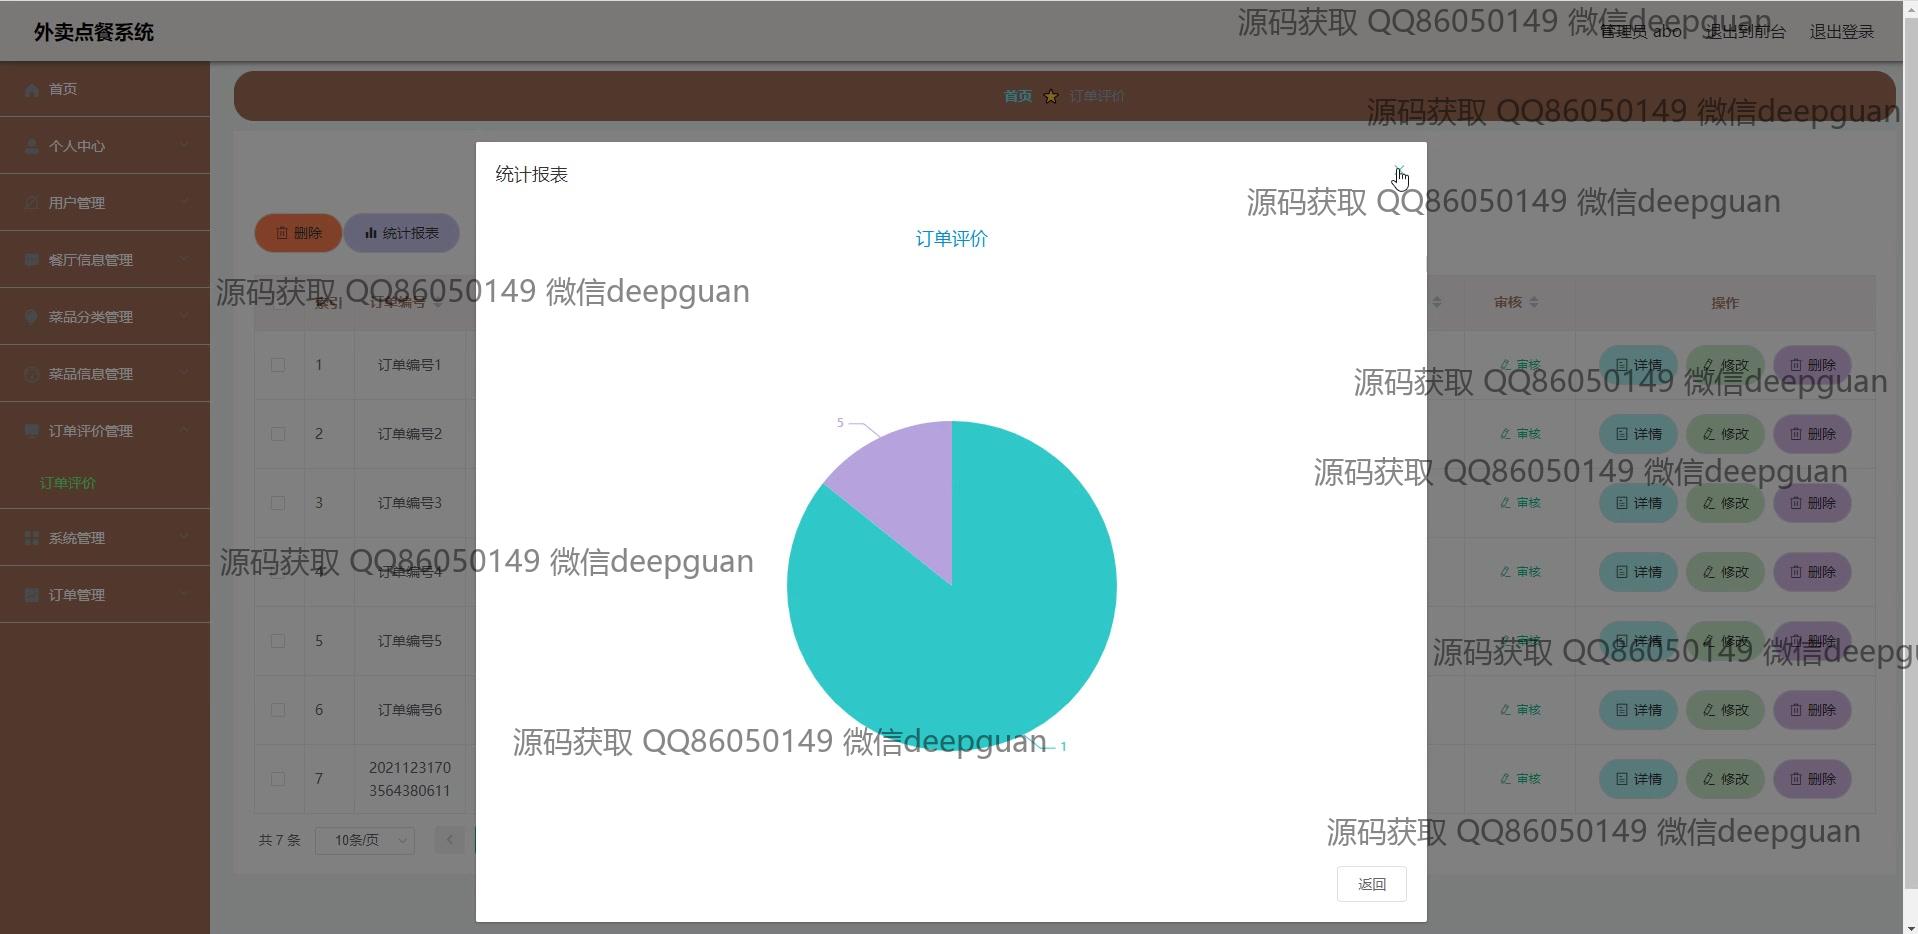 外卖点餐系统
管理员 abo
退出到前台
退出登录
源码获取 QQ86050149 微信deepguan
首页
个人中心
用户管理
餐厅信息管理
菜品分类管理
菜品信息管理
订单评价管理
订单评价
系统管理
订单管理
首页 订单评价
源码获取 QQ86050149 微信deepguan
统计报表
源码获取 QQ86050149 微信deepguan
删除
统计报表
订单评价
源码获取 QQ86050149 微信deepguan
索引 订单编号 审核 操作
1 订单编号1 审核 详情 修改 删除
源码获取 QQ86050149 微信deepguan
2 订单编号2 审核 详情 修改 删除
5
源码获取 QQ86050149 微信deepguan
3 订单编号3 审核 详情 修改 删除
源码获取 QQ86050149 微信deepguan
4 订单编号4 审核 详情 修改 删除
5 订单编号5 审核 详情 修改 删除
源码获取 QQ86050149 微信deepgu
6 订单编号6 审核 详情 修改 删除
源码获取 QQ86050149 微信deepguan
1
7 2021123170 审核 详情 修改 删除
3564380611
共 7 条 10条/页
源码获取 QQ86050149 微信deepguan
返回